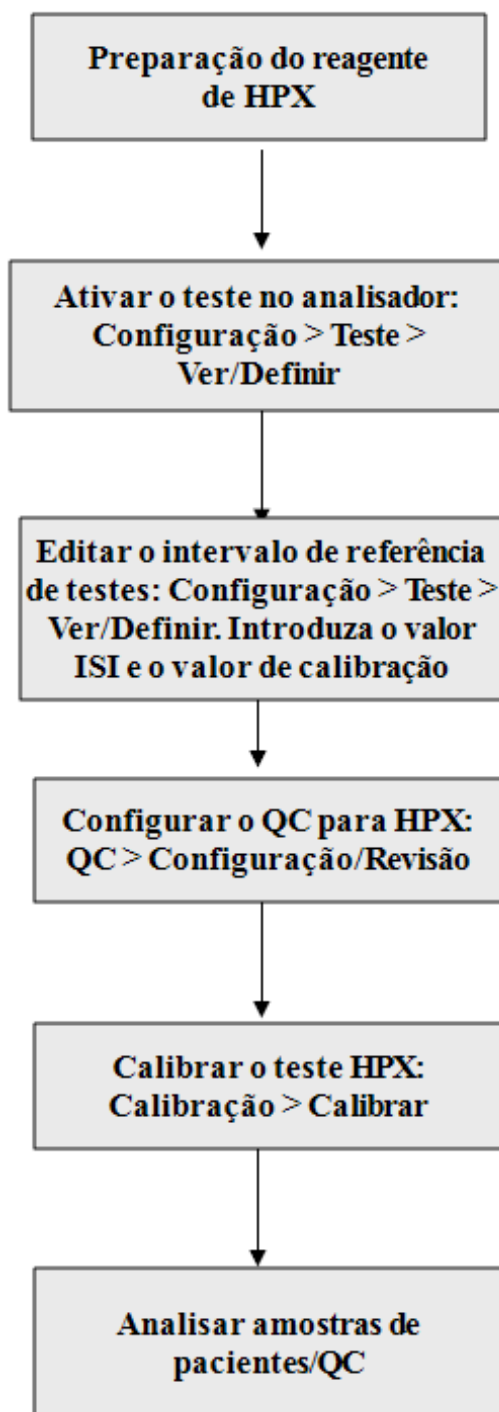 Preparação do reagente
de HPX
Ativar o teste no analisador:
Configuração > Teste >
Ver/Definir
Editar o intervalo de referência
de testes: Configuração > Teste >
Ver/Definir. Introduza o valor
ISI e o valor de calibração
Configurar o QC para HPX:
QC > Configuração/Revisão
Calibrar o teste HPX:
Calibração > Calibrar
Analisar amostras de
pacientes/QC